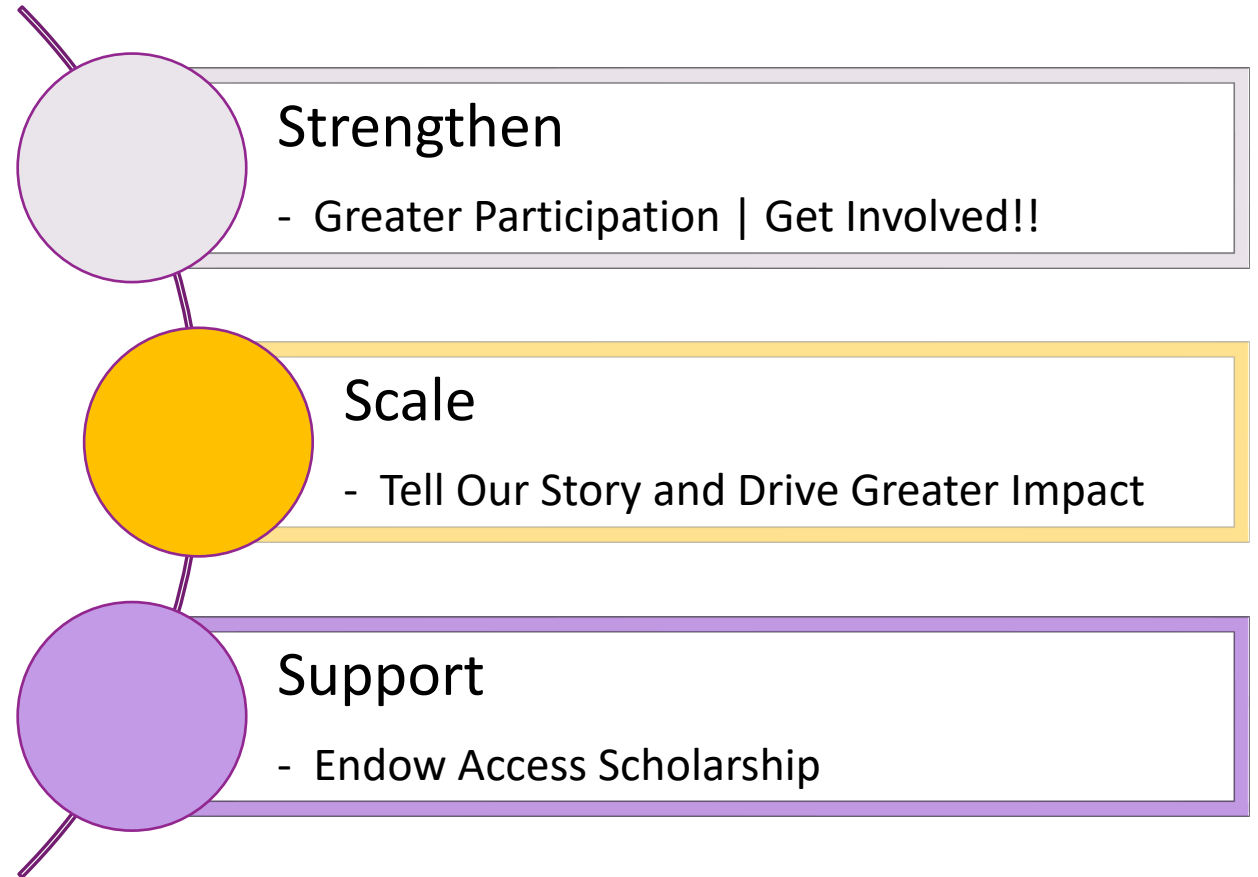 Strengthen
- Greater Participation | Get Involved!!
Scale
- Tell Our Story and Drive Greater Impact
Support
- Endow Access Scholarship